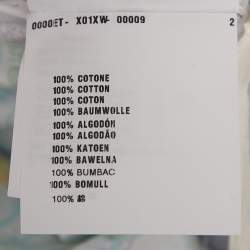 0000ET- X01XW- 00009 2
100% COTONE
100% COTTON
100% COTON
100% BAUMWOLLE
100% ALGODÓN
100% ALGODÃO
100% KATOEN
100% BAWELNA
100% BUMBAC
100% BOMULL
100% 綿